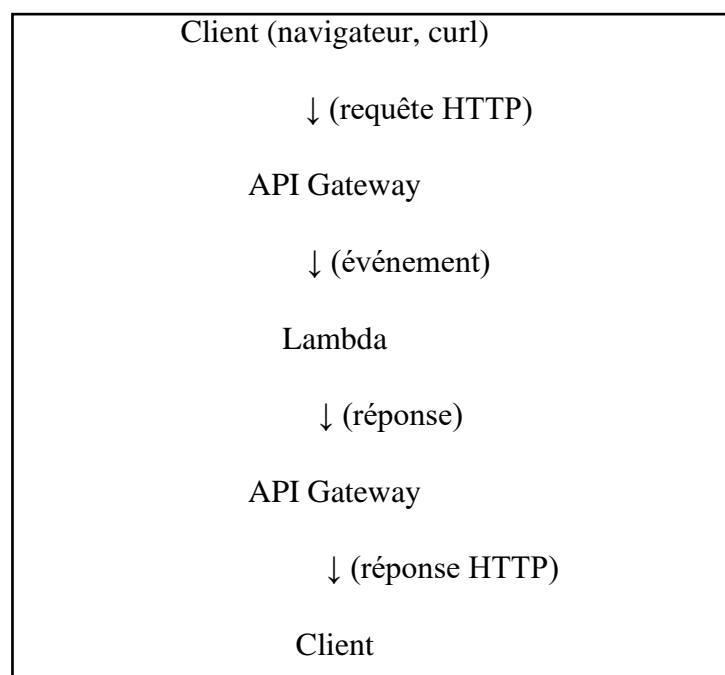 Client (navigateur, curl)
↓ (requête HTTP)
API Gateway
↓ (événement)
Lambda
↓ (réponse)
API Gateway
↓ (réponse HTTP)
Client